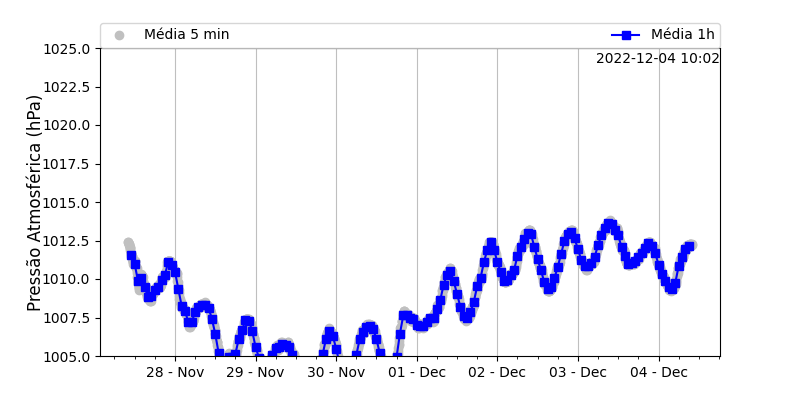 Média 5 min
Média 1h
2022-12-04 10:02
Pressão Atmosférica (hPa)
1025.0
1022.5
1020.0
1017.5
1015.0
1012.5
1010.0
1007.5
1005.0
28 - Nov
29 - Nov
30 - Nov
01 - Dec
02 - Dec
03 - Dec
04 - Dec